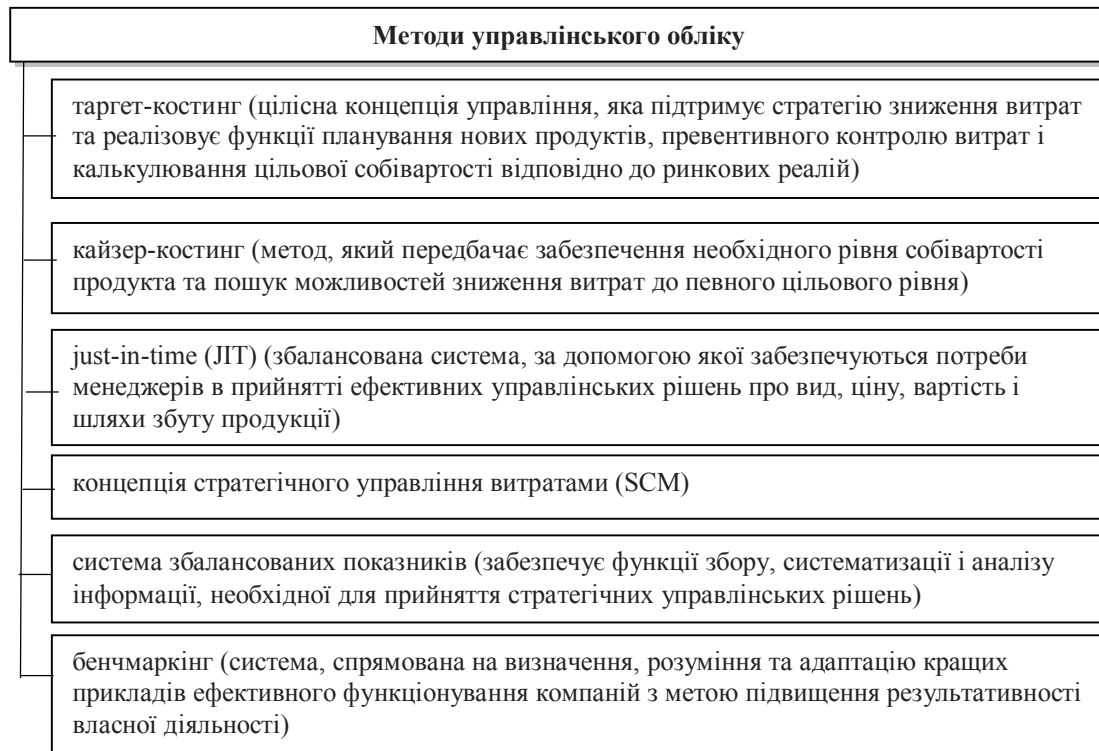 Методи управлінського обліку
таргет-костинг (цілісна концепція управління, яка підтримує стратегію зниження витрат
та реалізовує функції планування нових продуктів, превентивного контролю витрат і
калькулювання цільової собівартості відповідно до ринкових реалій)
кайзер-костинг (метод, який передбачає забезпечення необхідного рівня собівартості
продукта та пошук можливостей зниження витрат до певного цільового рівня)
just-in-time (JIT) (збалансована система, за допомогою якої забезпечуються потреби
менеджерів в прийнятті ефективних управлінських рішень про вид, ціну, вартість і
шляхи збуту продукції)
концепція стратегічного управління витратами (SCM)
система збалансованих показників (забезпечує функції збору, систематизації і аналізу
інформації, необхідної для прийняття стратегічних управлінських рішень)
бенчмаркінг (система, спрямована на визначення, розуміння та адаптацію кращих
прикладів ефективного функціонування компаній з метою підвищення результативності
власної діяльності)